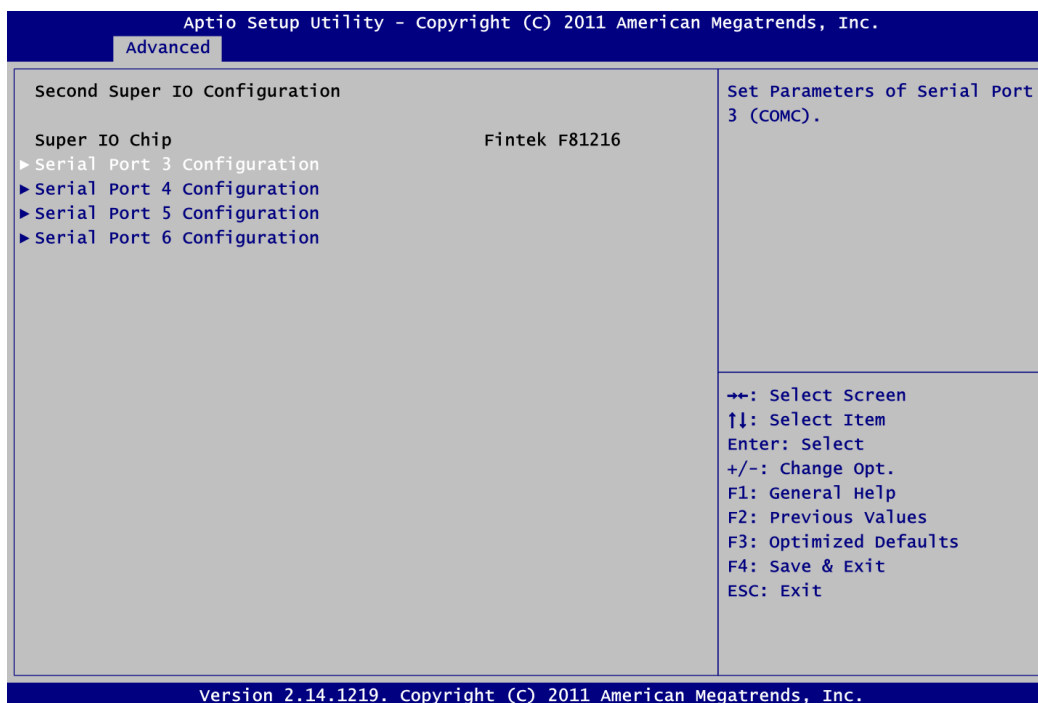 Aptio Setup Utility - Copyright (C) 2011 American Megatrends, Inc.
Advanced
Second Super IO Configuration
Super IO Chip Fintek F81216
►Serial Port 3 Configuration
►Serial Port 4 Configuration
►Serial Port 5 Configuration
►Serial Port 6 Configuration
Set Parameters of Serial Port
3 (COMC).
→←: Select Screen
↑↓: Select Item
Enter: Select
+/-: Change Opt.
F1: General Help
F2: Previous Values
F3: Optimized Defaults
F4: Save & Exit
ESC: Exit
Version 2.14.1219. Copyright (C) 2011 American Megatrends, Inc.